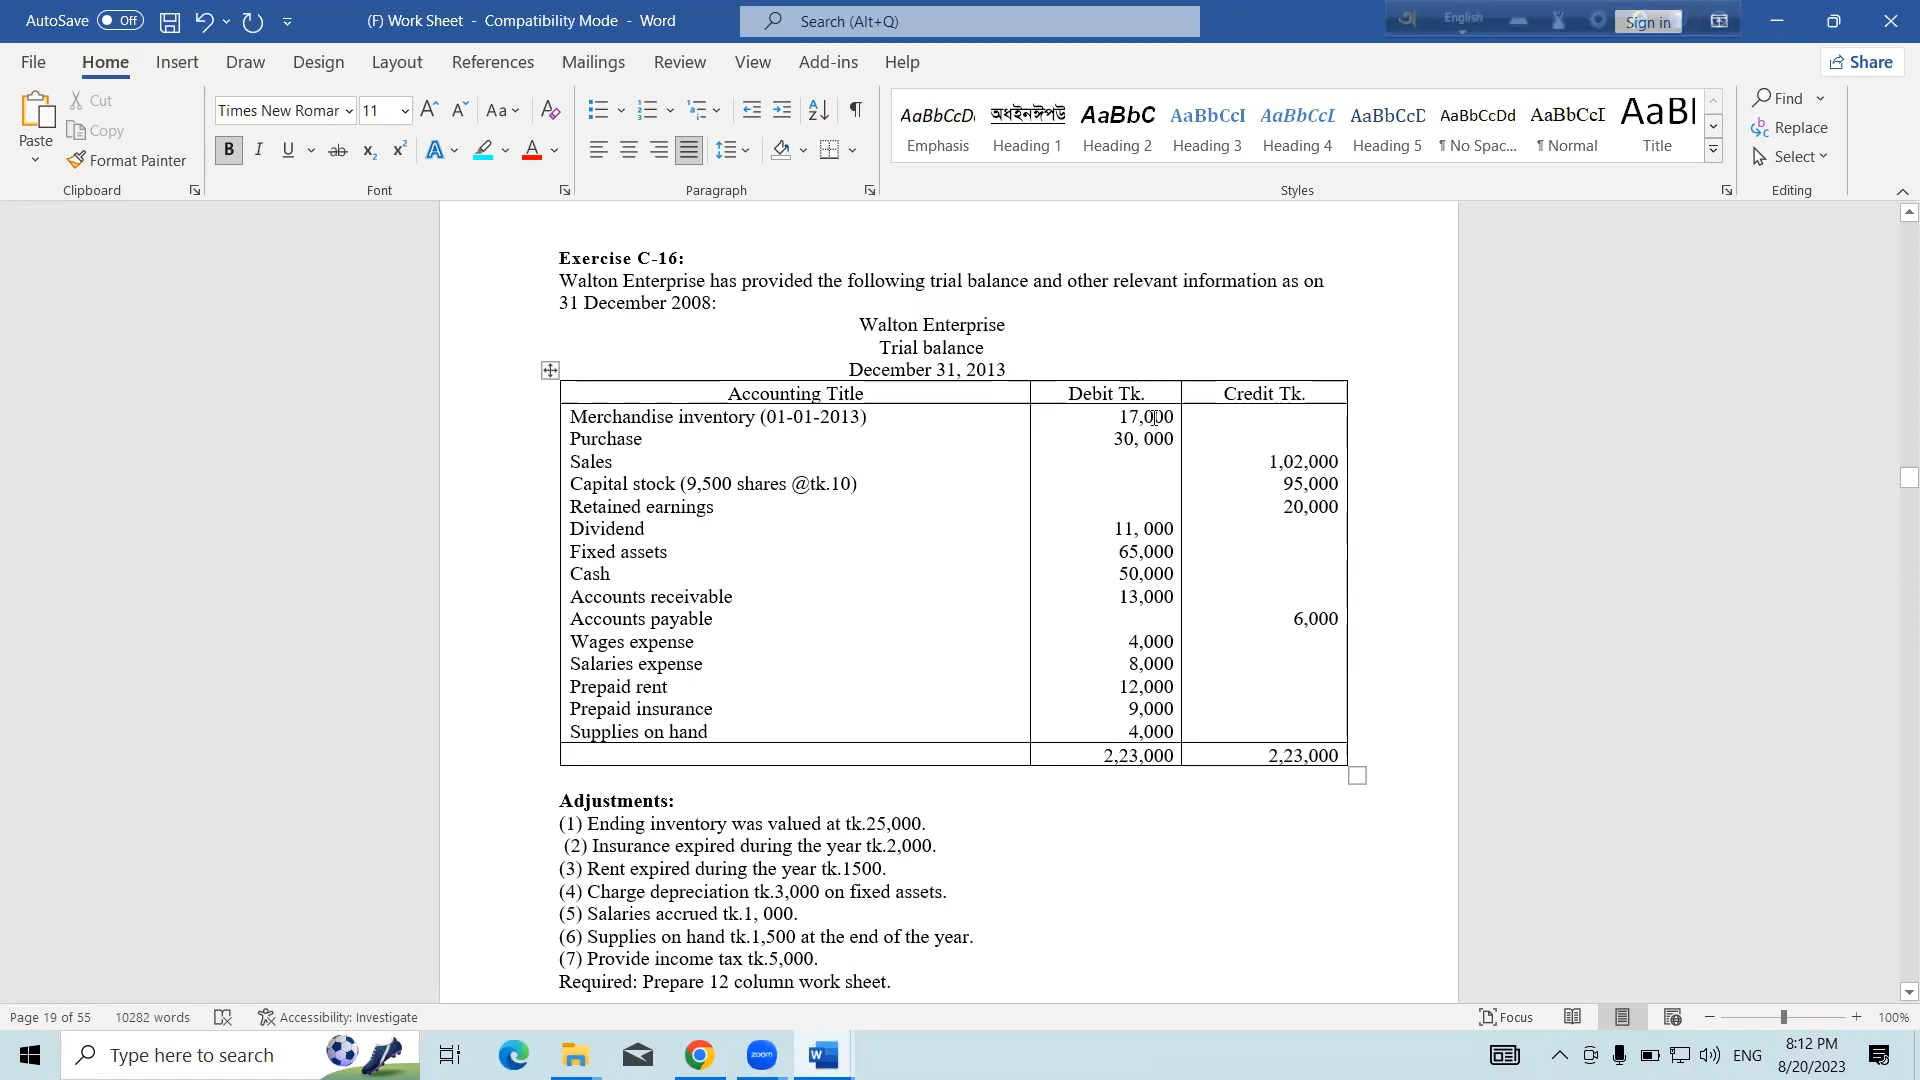 AutoSave Off (F) Work Sheet - Compatibility Mode - Word Search (Alt+Q) English Sign in
File Home Insert Draw Design Layout References Mailings Review View Add-ins Help Share
Paste Cut Copy Format Painter
Times New Romar 11 Aa
B I U ab x₂ x² A A
AaBbCcDı অধঈনঈপউ AaBbC AaBbCcI AaBbCcI AaBbCcD AaBbCcDd AaBbCcI AaBI
Emphasis Heading 1 Heading 2 Heading 3 Heading 4 Heading 5 ¶ No Spac... ¶ Normal Title
Find Replace Select
Clipboard Font Paragraph Styles Editing
Exercise C-16:
Walton Enterprise has provided the following trial balance and other relevant information as on
31 December 2008:
Walton Enterprise
Trial balance
December 31, 2013
Accounting Title Debit Tk. Credit Tk.
Merchandise inventory (01-01-2013) 17,000
Purchase 30, 000
Sales 1,02,000
Capital stock (9,500 shares @tk.10) 95,000
Retained earnings 20,000
Dividend 11, 000
Fixed assets 65,000
Cash 50,000
Accounts receivable 13,000
Accounts payable 6,000
Wages expense 4,000
Salaries expense 8,000
Prepaid rent 12,000
Prepaid insurance 9,000
Supplies on hand 4,000
2,23,000 2,23,000
Adjustments:
(1) Ending inventory was valued at tk.25,000.
(2) Insurance expired during the year tk.2,000.
(3) Rent expired during the year tk.1500.
(4) Charge depreciation tk.3,000 on fixed assets.
(5) Salaries accrued tk.1, 000.
(6) Supplies on hand tk.1,500 at the end of the year.
(7) Provide income tax tk.5,000.
Required: Prepare 12 column work sheet.
Page 19 of 55 10282 words Accessibility: Investigate Focus 100%
Type here to search zoom ENG 8:12 PM
8/20/2023